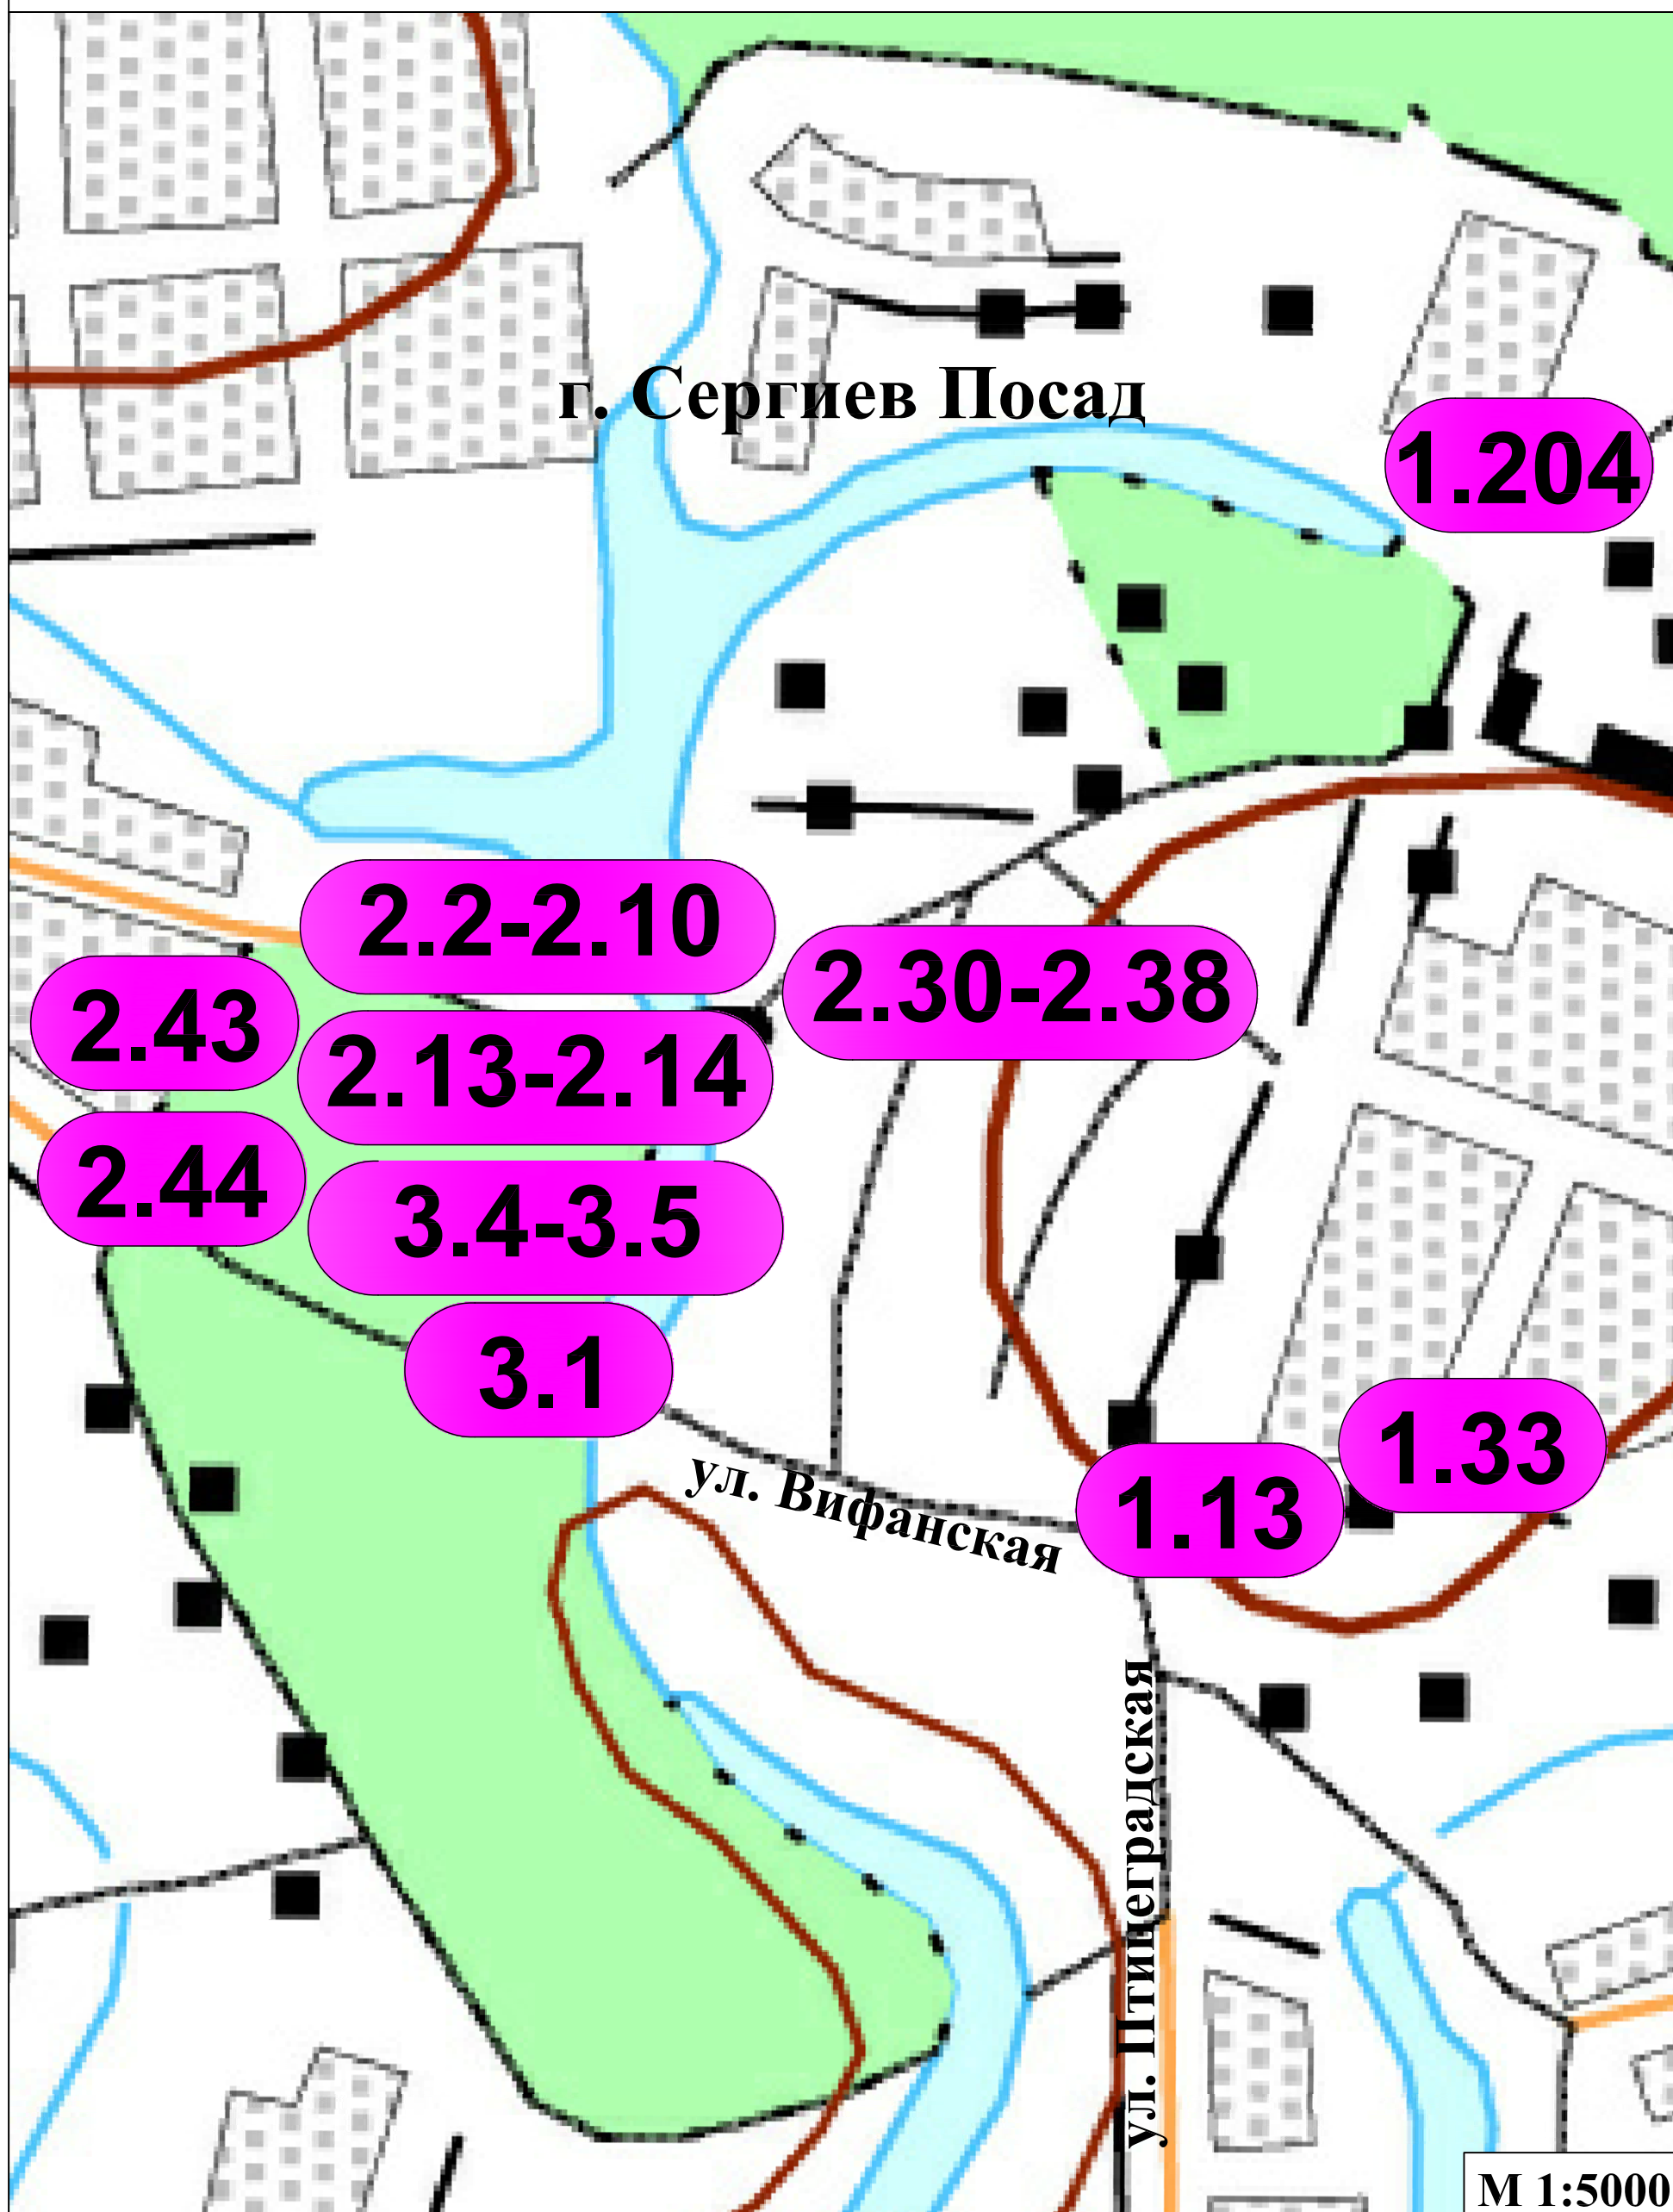 г. Сергиев Посад
1.204
2.2-2.10
2.30-2.38
2.43
2.13-2.14
2.44
3.4-3.5
3.1
1.33
ул. Вифанская
1.13
ул. Птицеградская
М 1:5000